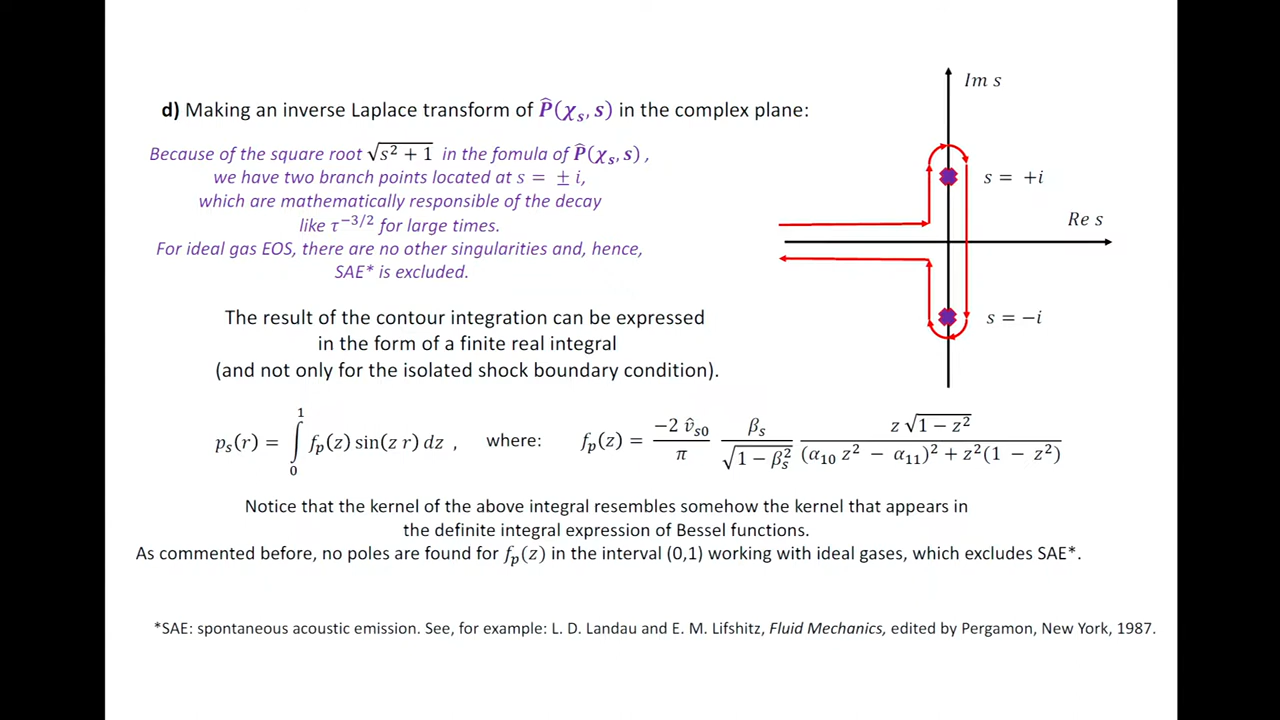 d) Making an inverse Laplace transform of P̂(χₛ, s) in the complex plane:
Because of the square root √(s² + 1) in the fomula of P̂(χₛ, s) ,
we have two branch points located at s = ± i,
which are mathematically responsible of the decay
like τ⁻³ᐟ² for large times.
For ideal gas EOS, there are no other singularities and, hence,
SAE* is excluded.
Im s
s = +i
Re s
s = −i
The result of the contour integration can be expressed
in the form of a finite real integral
(and not only for the isolated shock boundary condition).
pₛ(r) = ∫₀¹ fₚ(z) sin(z r) dz , where: fₚ(z) = (−2 v̂ₛ₀)/π βₛ/√(1 − βₛ²) (z √(1 − z²))/((α₁₀ z² − α₁₁)² + z²(1 − z²))
Notice that the kernel of the above integral resembles somehow the kernel that appears in
the definite integral expression of Bessel functions.
As commented before, no poles are found for fₚ(z) in the interval (0,1) working with ideal gases, which excludes SAE*.
*SAE: spontaneous acoustic emission. See, for example: L. D. Landau and E. M. Lifshitz, Fluid Mechanics, edited by Pergamon, New York, 1987.